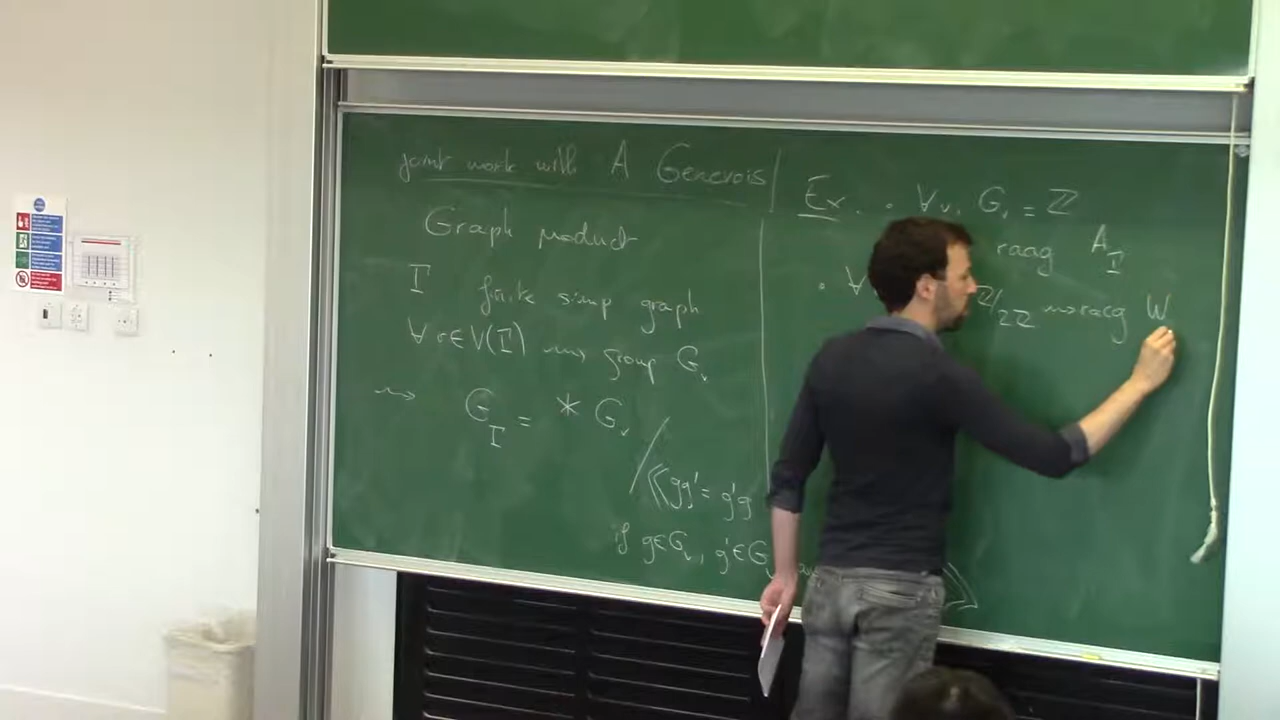 joint work with A Genevois
Graph product
Γ finite simp graph
∀ v∈V(Γ) ⇝ group G_v
⇝ G_Γ = * G_v /
⟪gg' = g'g
if g∈G_v, g'∈G
Ex. • ∀v, G_v = ℤ
raag A_Γ
• ∀ ℤ/2ℤ ⇝ racg W